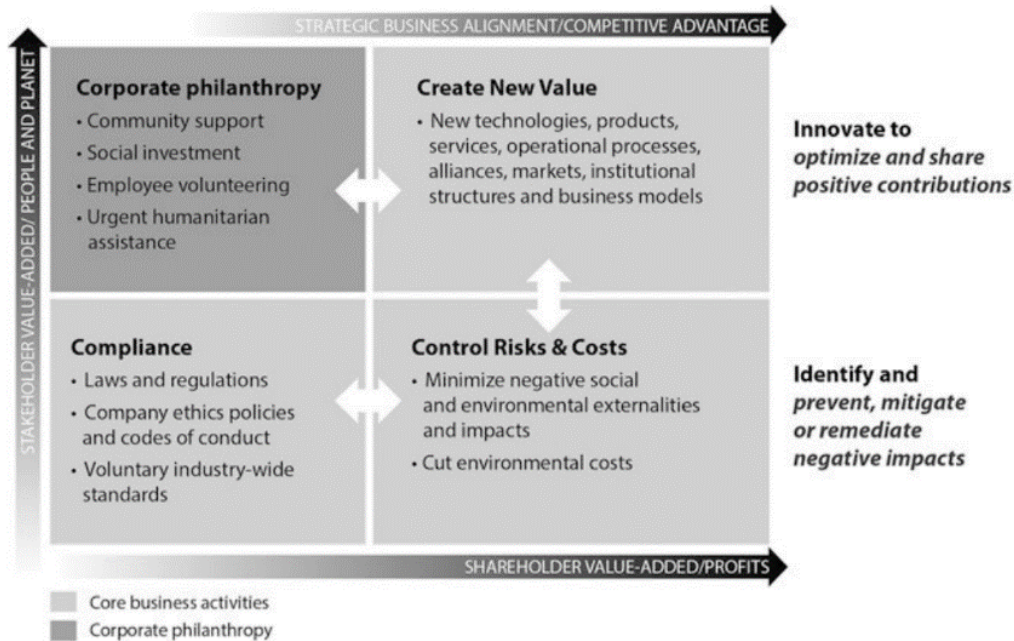 STRATEGIC BUSINESS ALIGNMENT/COMPETITIVE ADVANTAGE
STAKEHOLDER VALUE-ADDED/ PEOPLE AND PLANET
Corporate philanthropy
• Community support
• Social investment
• Employee volunteering
• Urgent humanitarian
assistance
Create New Value
• New technologies, products,
services, operational processes,
alliances, markets, institutional
structures and business models
Innovate to
optimize and share
positive contributions
Compliance
• Laws and regulations
• Company ethics policies
and codes of conduct
• Voluntary industry-wide
standards
Control Risks & Costs
• Minimize negative social
and environmental externalities
and impacts
• Cut environmental costs
Identify and
prevent, mitigate
or remediate
negative impacts
SHAREHOLDER VALUE-ADDED/PROFITS
Core business activities
Corporate philanthropy